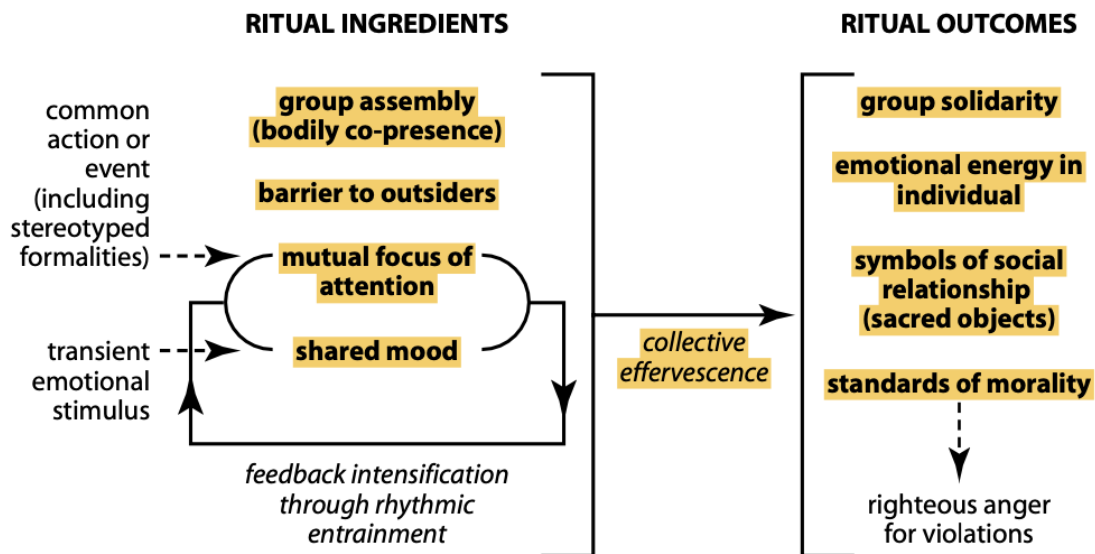 RITUAL INGREDIENTS
RITUAL OUTCOMES
common
action or
event
(including
stereotyped
formalities)
transient
emotional
stimulus
group assembly
(bodily co-presence)
barrier to outsiders
mutual focus of
attention
shared mood
feedback intensification
through rhythmic
entrainment
collective
effervescence
group solidarity
emotional energy in
individual
symbols of social
relationship
(sacred objects)
standards of morality
righteous anger
for violations